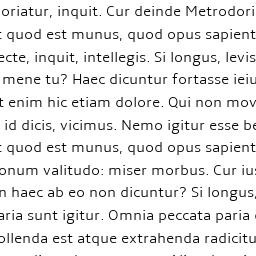 oriatur, inquit. Cur deinde Metrodori
quod est munus, quod opus sapient
ecte, inquit, intellegis. Si longus, levis
mene tu? Haec dicuntur fortasse ieiu
t enim hic etiam dolore. Qui non mov
id dicis, vicimus. Nemo igitur esse be
quod est munus, quod opus sapient
onum valitudo: miser morbus. Cur ius
n haec ab eo non dicuntur? Si longus,
aria sunt igitur. Omnia peccata paria
ollenda est atque extrahenda radicitu